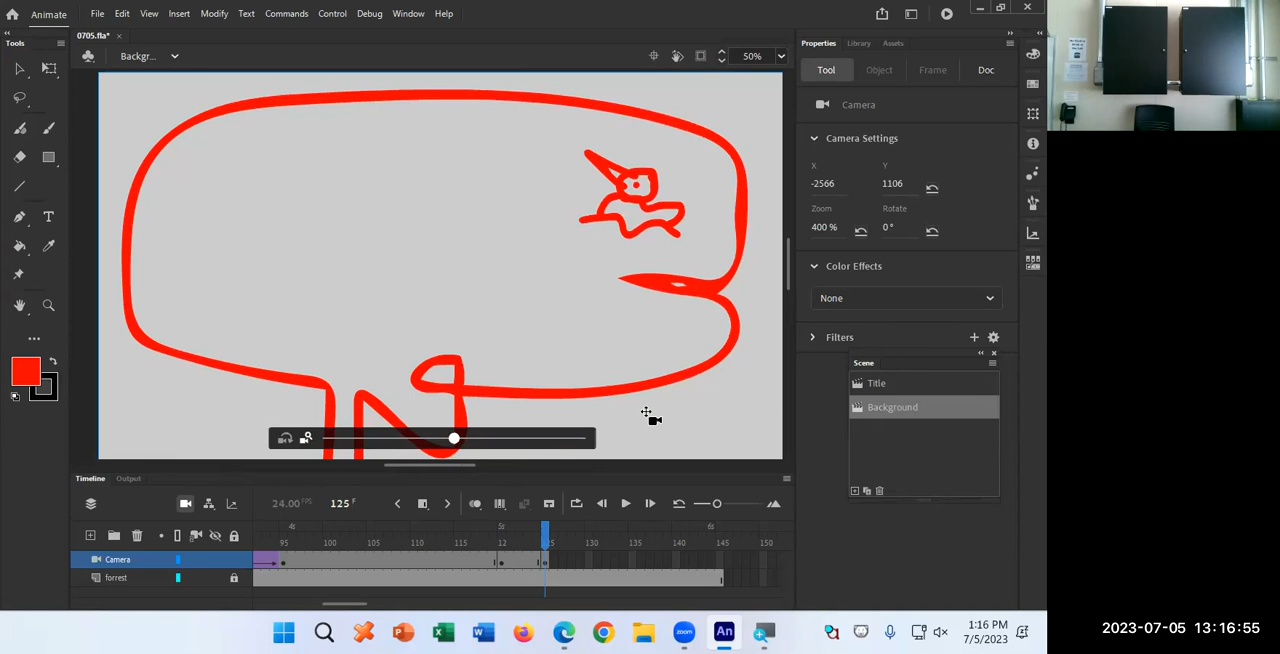 Animate File Edit View Insert Modify Text Commands Control Debug Window Help
0705.fla*
Tools
Backgr...
50%
Properties Library Assets
Tool Object Frame Doc
Camera
Camera Settings
X Y
-2566 1106
Zoom Rotate
400 % 0°
Color Effects
None
Filters
Scene
Title
Background
Timeline Output
24.00 FPS 125 F
4s 5s 6s
95 100 105 110 115 120 125 130 135 140 145 150
Camera
forrest
1:16 PM
7/5/2023
2023-07-05 13:16:55